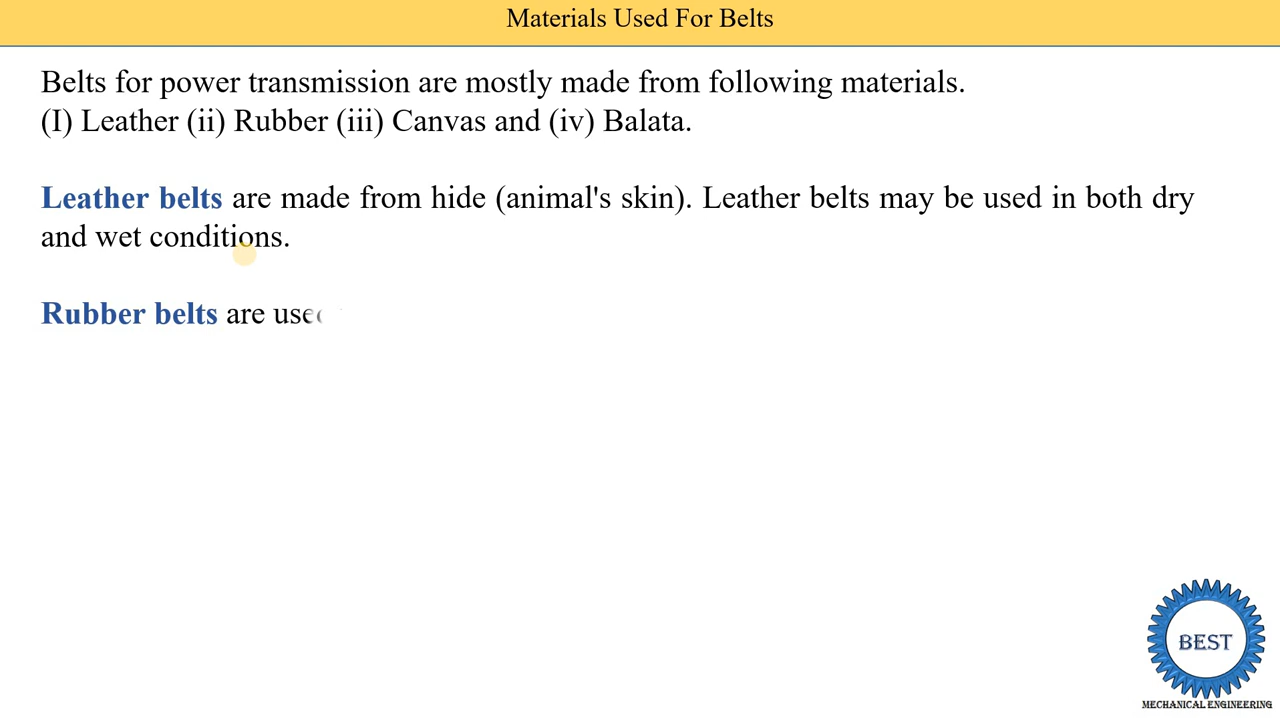 Materials Used For Belts
Belts for power transmission are mostly made from following materials.
(I) Leather (ii) Rubber (iii) Canvas and (iv) Balata.
Leather belts are made from hide (animal's skin). Leather belts may be used in both dry
and wet conditions.
Rubber belts are used
BEST
MECHANICAL ENGINEERING